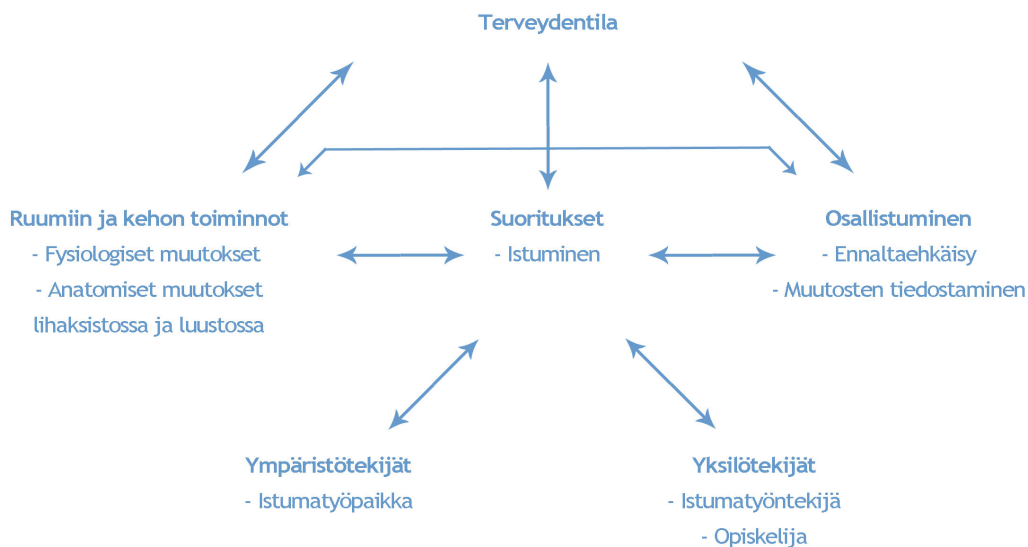 Terveydentila
Ruumiin ja kehon toiminnot
- Fysiologiset muutokset
- Anatomiset muutokset
lihaksistossa ja luustossa
Suoritukset
- Istuminen
Osallistuminen
- Ennaltaehkäisy
- Muutosten tiedostaminen
Ympäristötekijät
- Istumatyöpaikka
Yksilötekijät
- Istumatyöntekijä
- Opiskelija